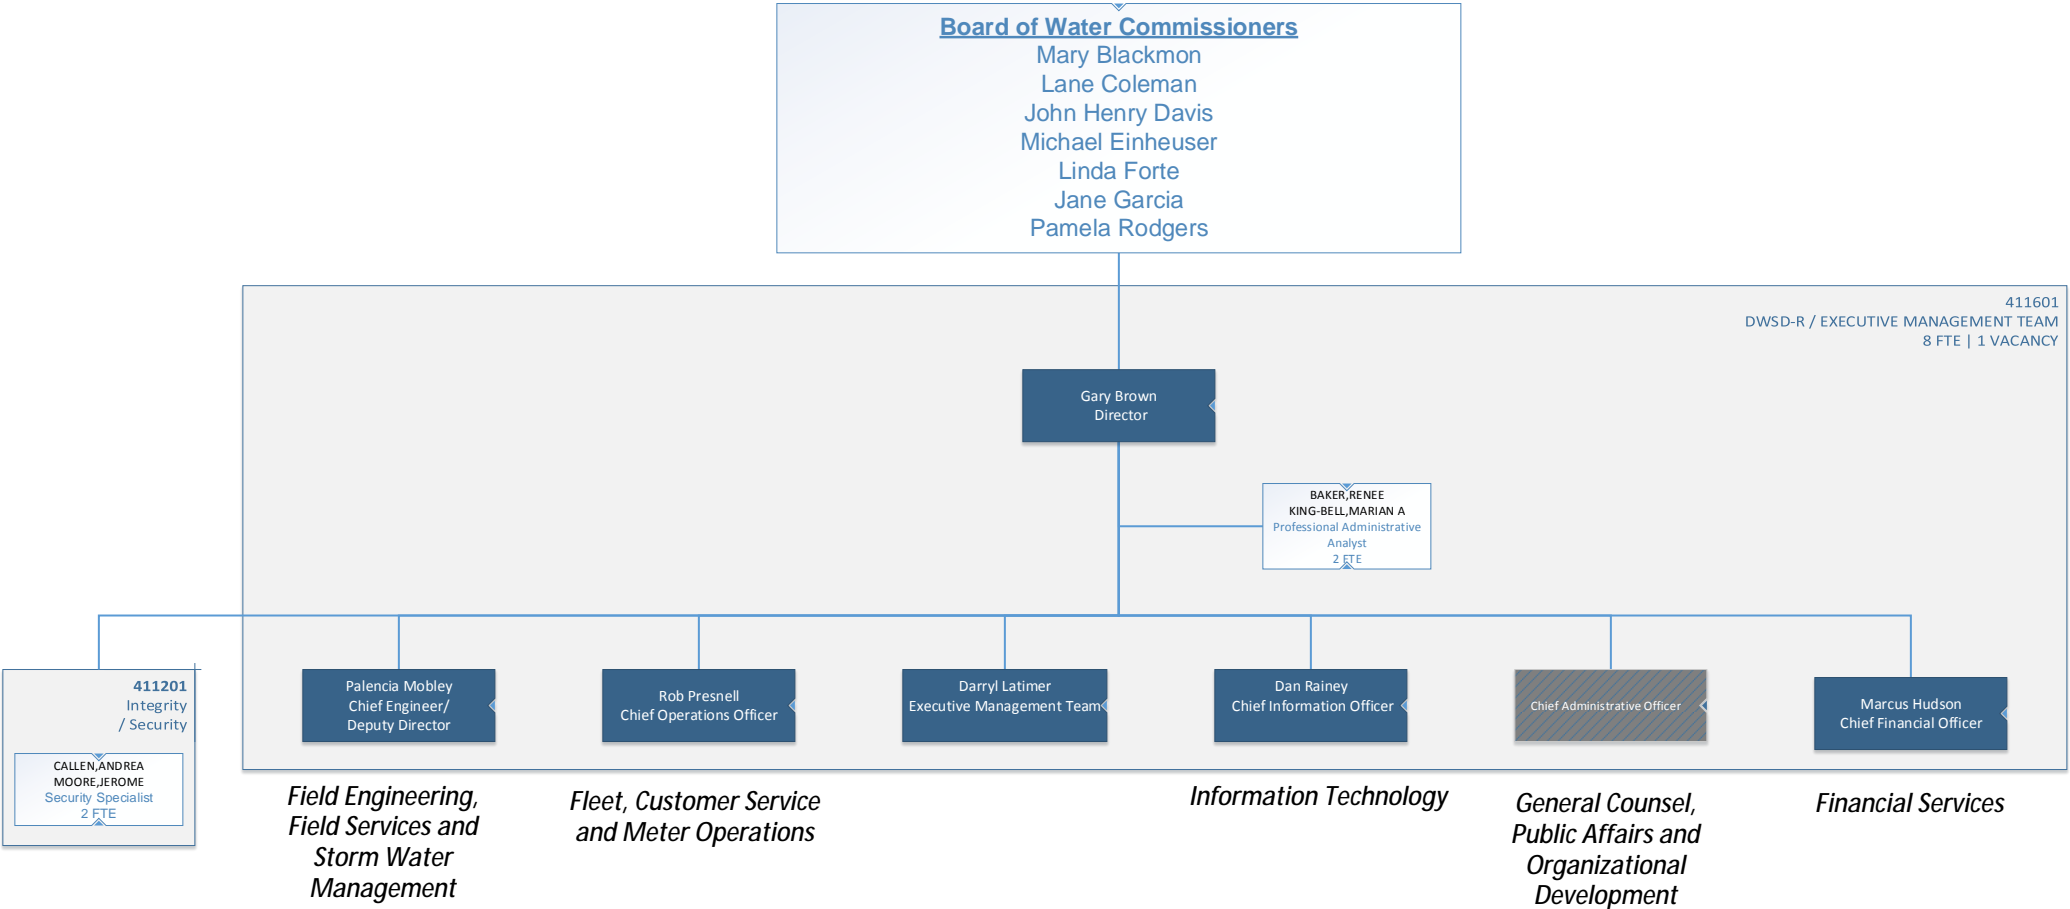 Board of Water Commissioners
Mary Blackmon
Lane Coleman
John Henry Davis
Michael Einheuser
Linda Forte
Jane Garcia
Pamela Rodgers
411601
DWSD-R / EXECUTIVE MANAGEMENT TEAM
8 FTE | 1 VACANCY
Gary Brown
Director
BAKER,RENEE
KING-BELL,MARIAN A
Professional Administrative
Analyst
2 FTE
411201
Integrity
/ Security
CALLEN,ANDREA
MOORE,JEROME
Security Specialist
2 FTE
Palencia Mobley
Chief Engineer/
Deputy Director
Rob Presnell
Chief Operations Officer
Darryl Latimer
Executive Management Team
Dan Rainey
Chief Information Officer
Chief Administrative Officer
Marcus Hudson
Chief Financial Officer
Field Engineering,
Field Services and
Storm Water
Management
Fleet, Customer Service
and Meter Operations
Information Technology
General Counsel,
Public Affairs and
Organizational
Development
Financial Services